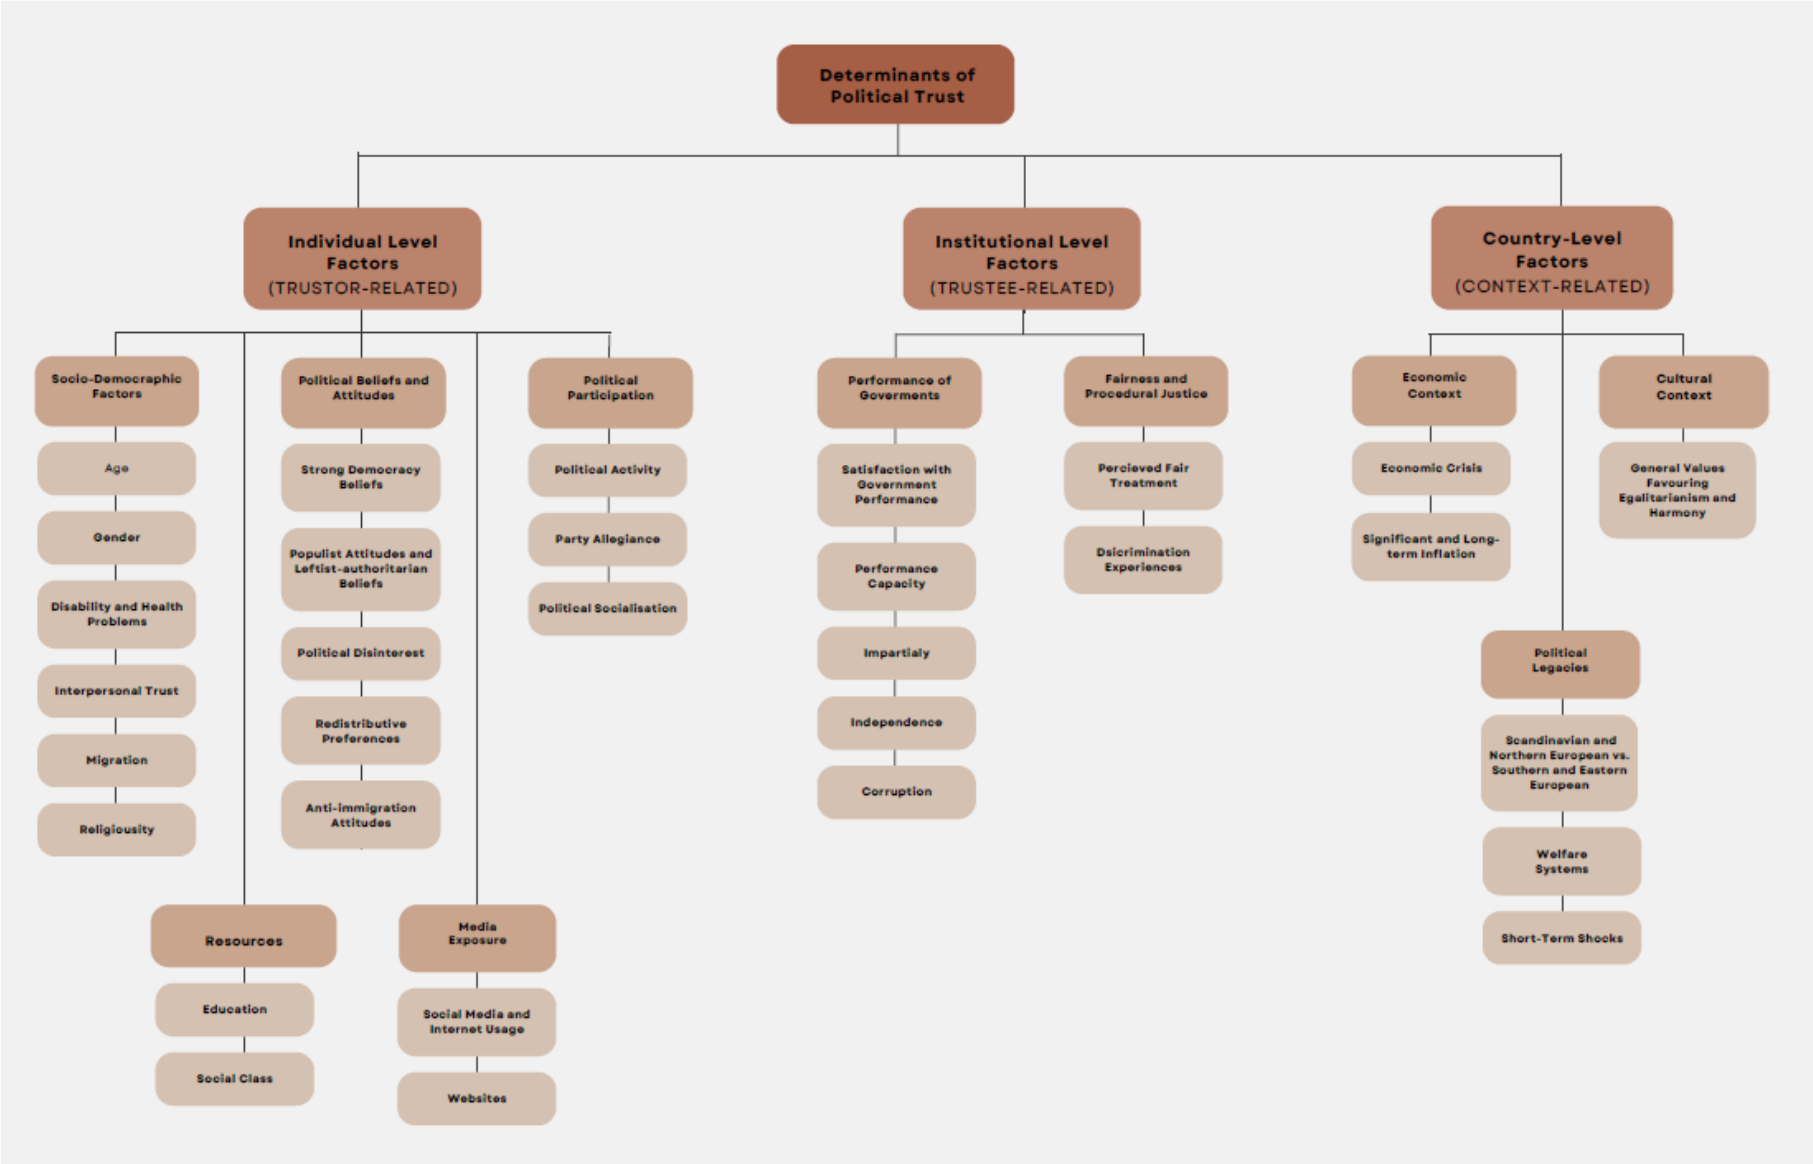 Determinants of
Political Trust
Individual Level
Factors
(TRUSTOR-RELATED)
Institutional Level
Factors
(TRUSTEE-RELATED)
Country-Level
Factors
(CONTEXT-RELATED)
Socio-Demographic
Factors
Age
Gender
Disability and Health
Problems
Interpersonal Trust
Migration
Religiousity
Resources
Education
Social Class
Political Beliefs and
Attitudes
Strong Democracy
Beliefs
Populist Attitudes and
Leftist-authoritarian
Beliefs
Political Disinterest
Redistributive
Preferences
Anti-immigration
Attitudes
Media
Exposure
Social Media and
Internet Usage
Websites
Political
Participation
Political Activity
Party Allegiance
Political Socialisation
Performance of
Goverments
Satisfaction with
Government
Performance
Performance
Capacity
Impartialy
Independence
Corruption
Fairness and
Procedural Justice
Percieved Fair
Treatment
Dsicrimination
Experiences
Economic
Context
Economic Crisis
Significant and Long-
term Inflation
Political
Legacies
Scandinavian and
Northern European vs.
Southern and Eastern
European
Welfare
Systems
Short-Term Shocks
Cultural
Context
General Values
Favouring
Egalitarianism and
Harmony